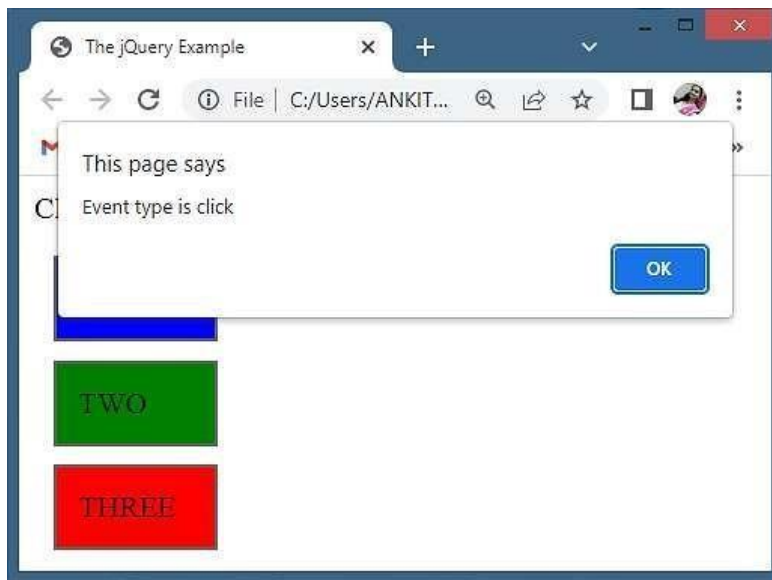 The jQuery Example
File | C:/Users/ANKIT...
This page says
Event type is click
OK
TWO
THREE